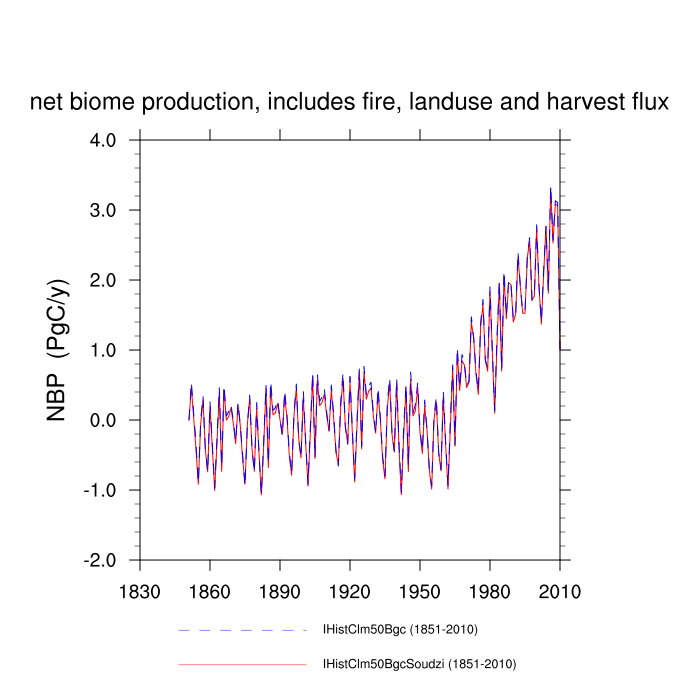 net biome production, includes fire, landuse and harvest flux
4.0
3.0
2.0
1.0
0.0
-1.0
-2.0
NBP (PgC/y)
1830 1860 1890 1920 1950 1980 2010
IHistClm50Bgc (1851-2010)
IHistClm50BgcSoudzi (1851-2010)